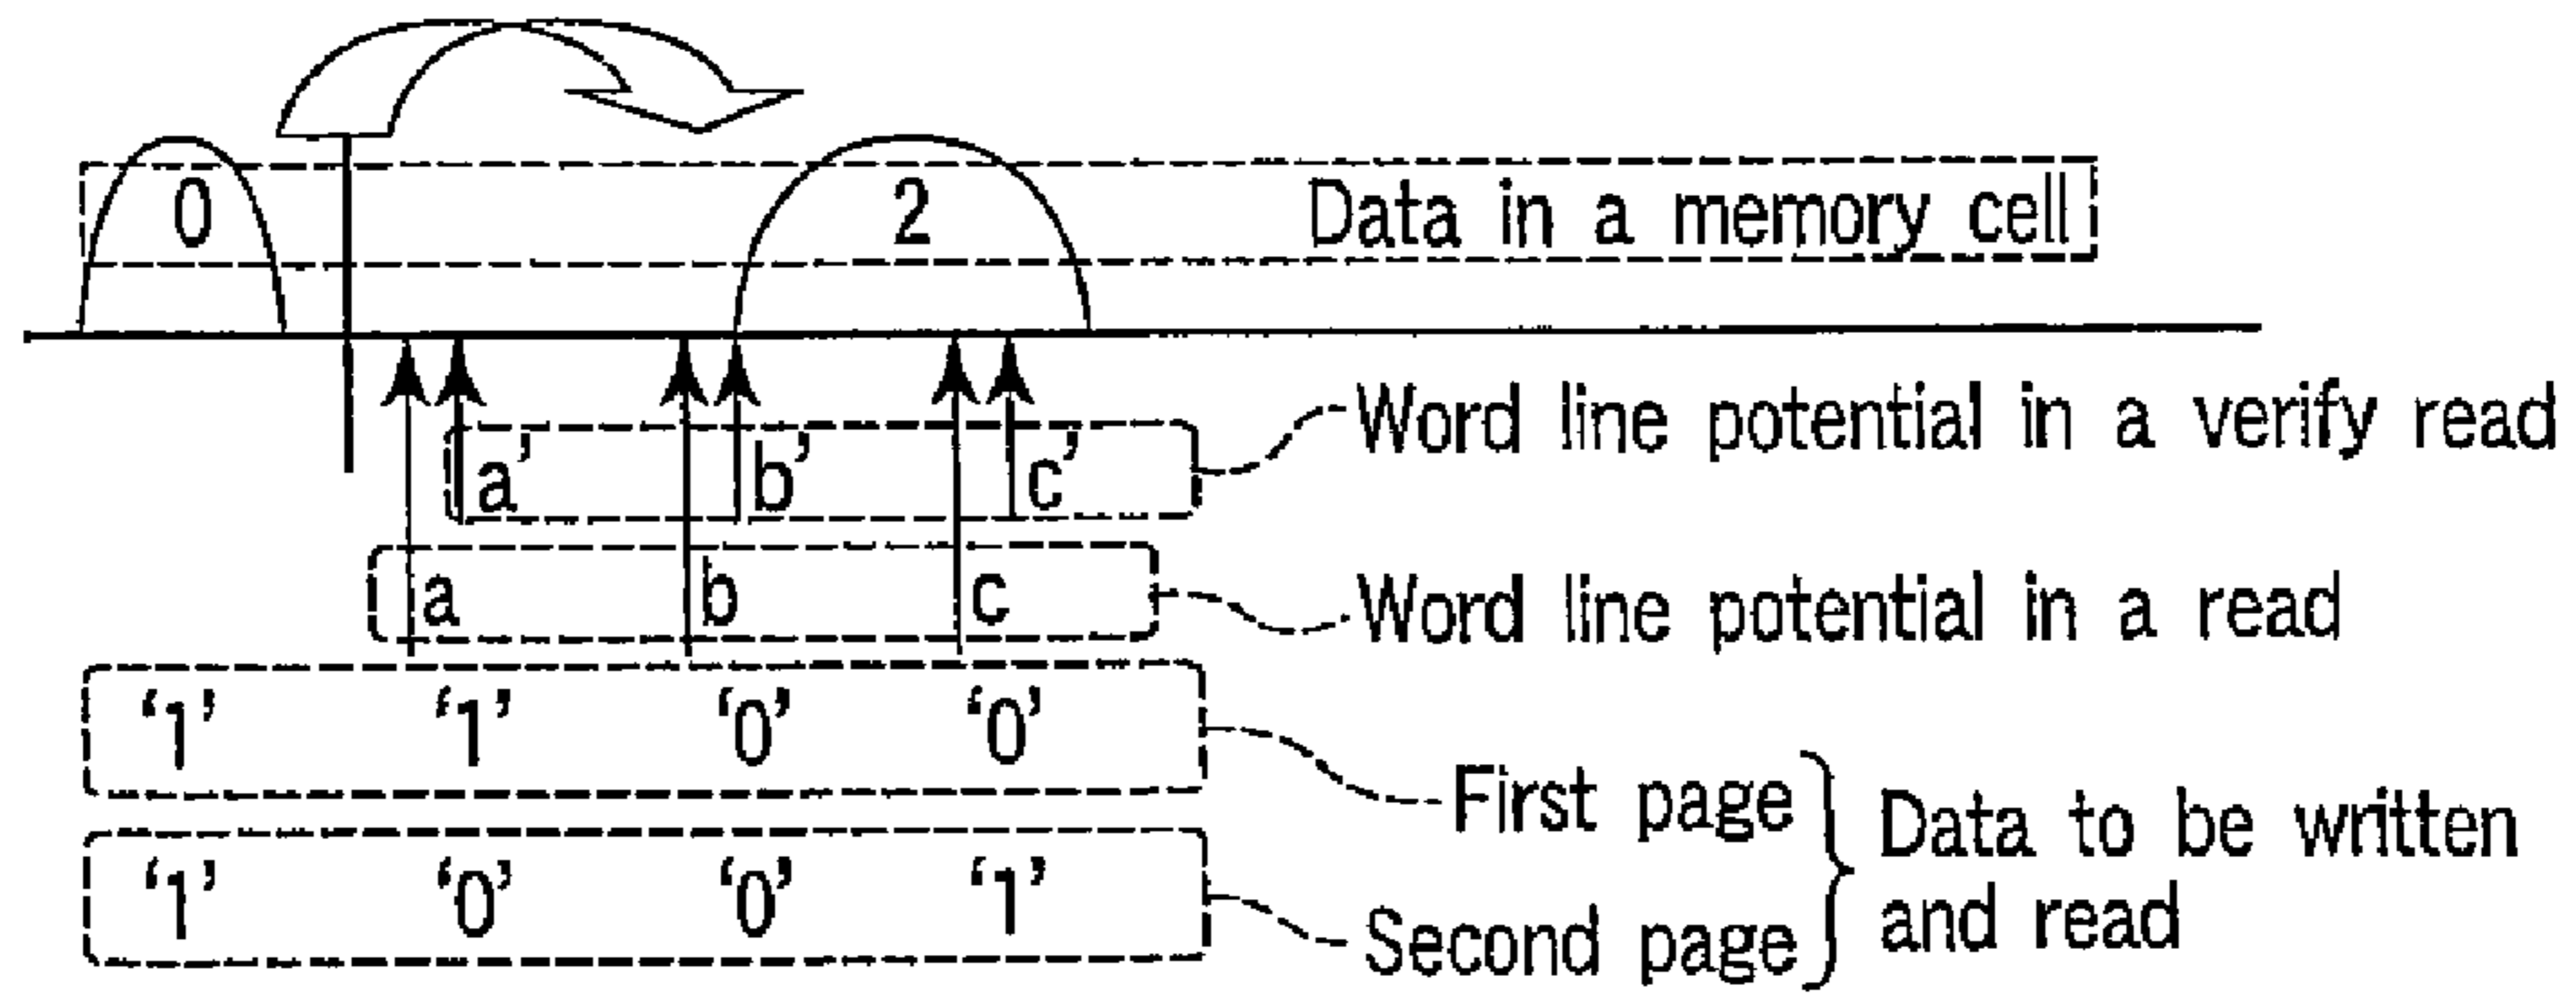 0 2 Data in a memory cell
a' b' c' Word line potential in a verify read
a b c Word line potential in a read
‘1’ ‘1’ ‘0’ ‘0’ First page
‘1’ ‘0’ ‘0’ ‘1’ Second page
Data to be written
and read